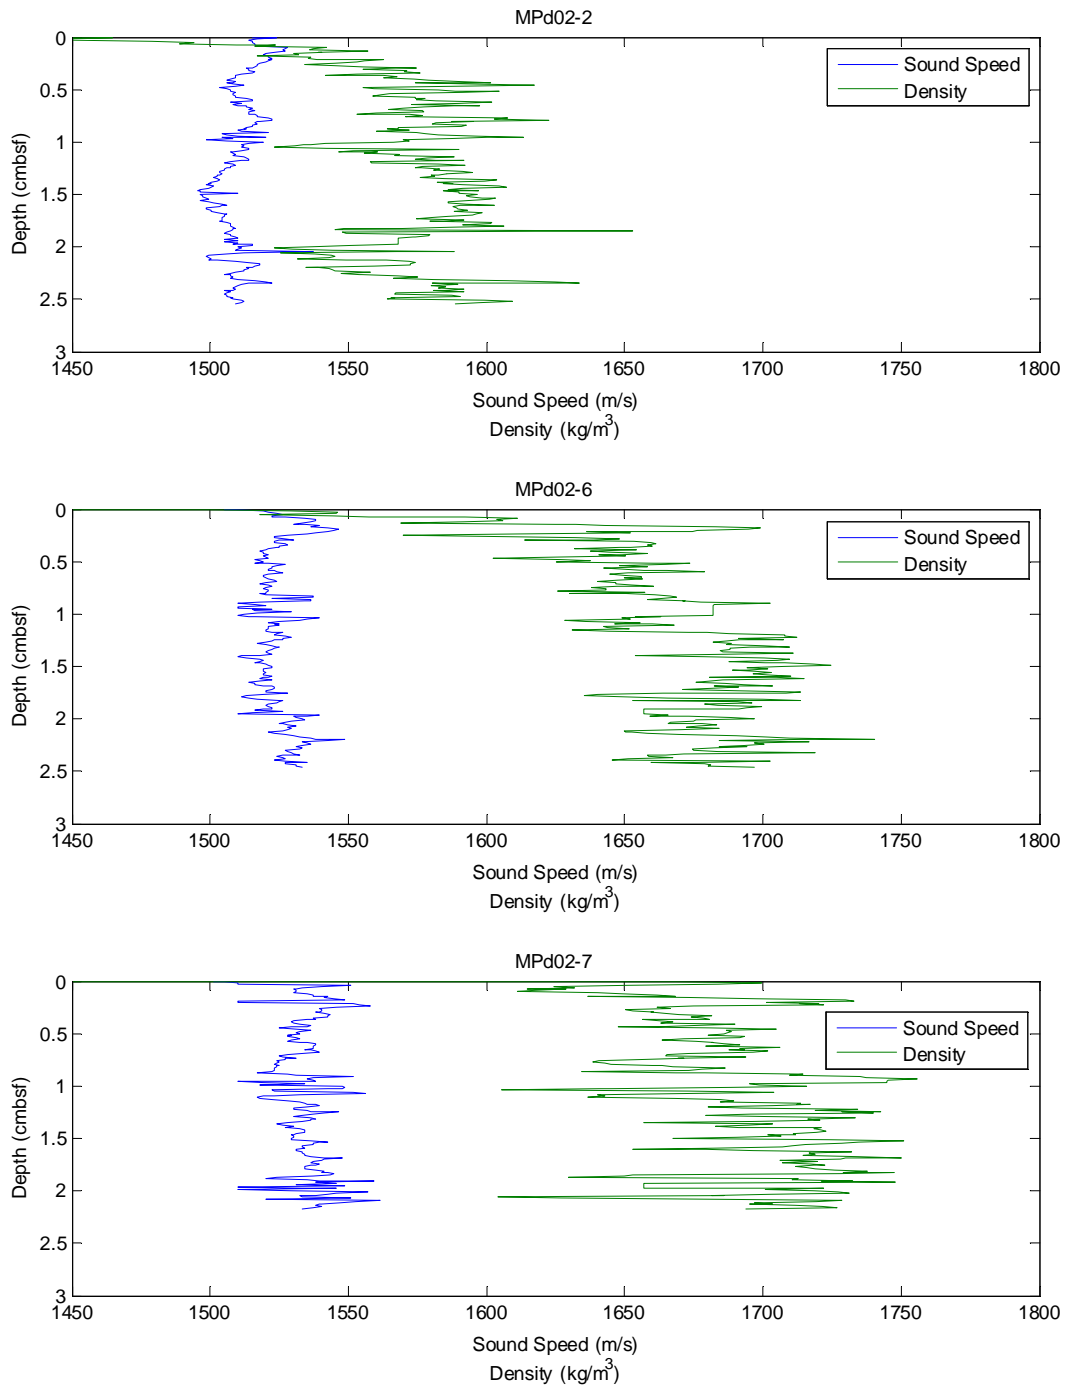 MPd02-2
0
0.5
1
1.5
2
2.5
3
Depth (cmbsf)
Sound Speed
Density
1450 1500 1550 1600 1650 1700 1750 1800
Sound Speed (m/s)
Density (kg/m³)
MPd02-6
0
0.5
1
1.5
2
2.5
3
Depth (cmbsf)
Sound Speed
Density
1450 1500 1550 1600 1650 1700 1750 1800
Sound Speed (m/s)
Density (kg/m³)
MPd02-7
0
0.5
1
1.5
2
2.5
3
Depth (cmbsf)
Sound Speed
Density
1450 1500 1550 1600 1650 1700 1750 1800
Sound Speed (m/s)
Density (kg/m³)